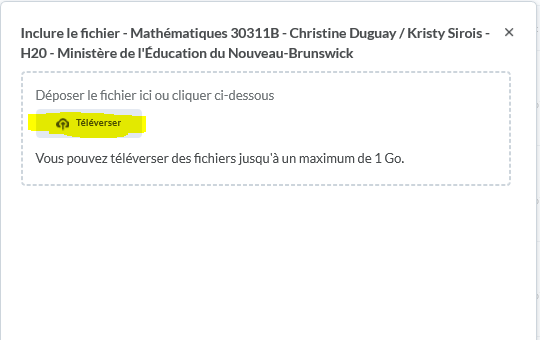 Inclure le fichier - Mathématiques 30311B - Christine Duguay / Kristy Sirois -
H20 - Ministère de l'Éducation du Nouveau-Brunswick
×
Déposer le fichier ici ou cliquer ci-dessous
Téléverser
Vous pouvez téléverser des fichiers jusqu'à un maximum de 1 Go.